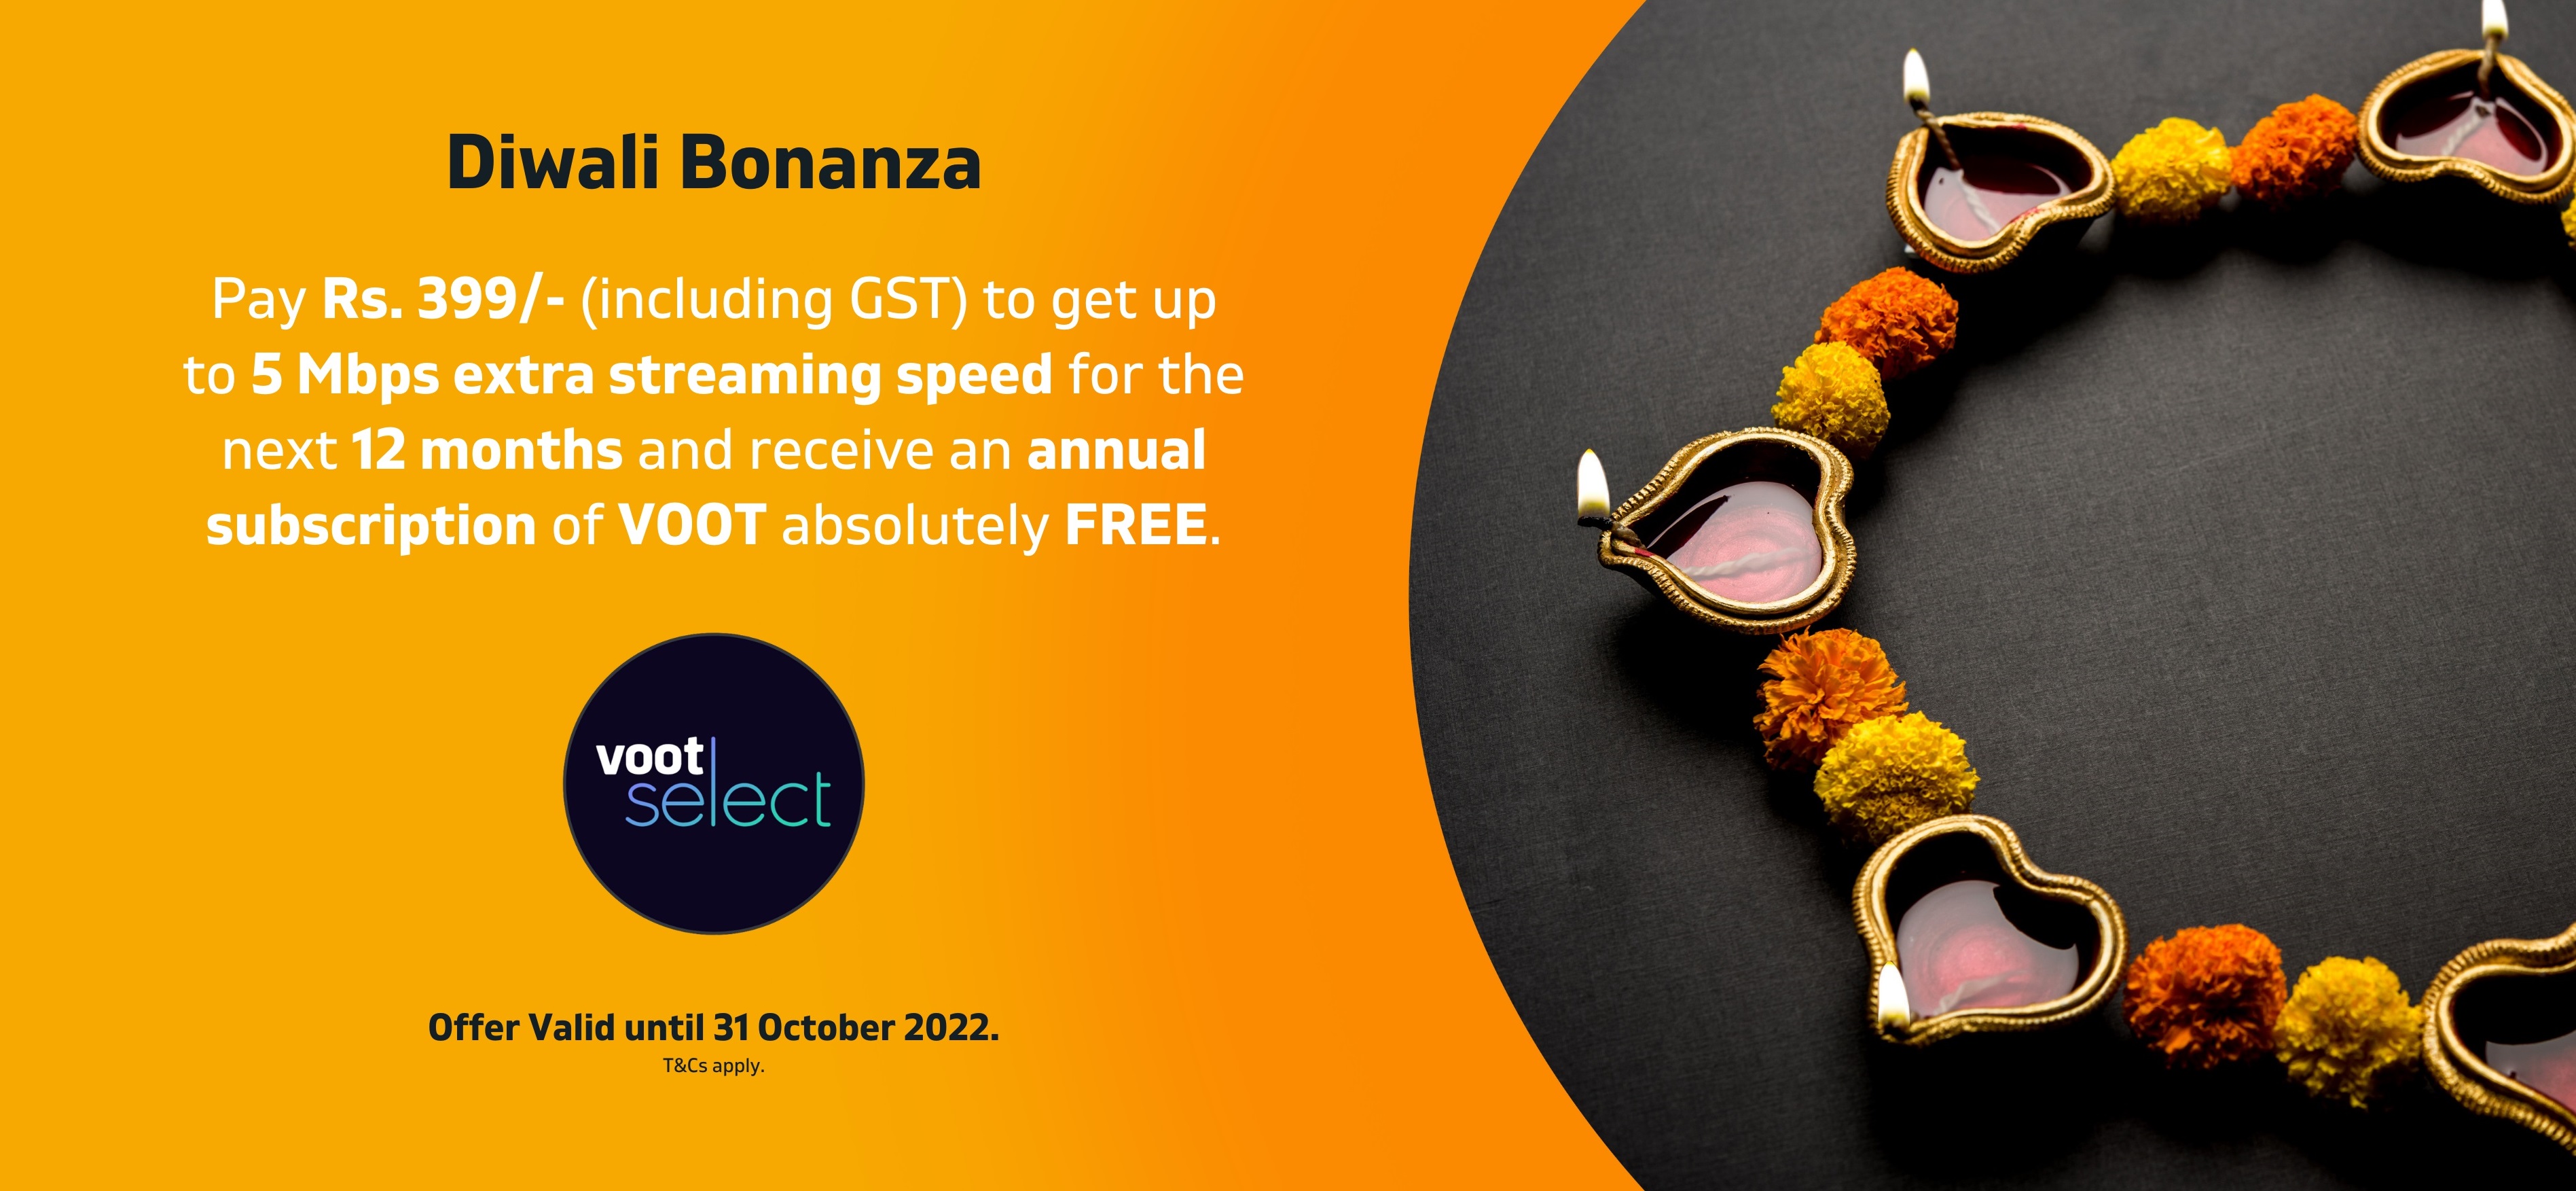 Diwali Bonanza
Pay Rs. 399/- (including GST) to get up
to 5 Mbps extra streaming speed for the
next 12 months and receive an annual
subscription of VOOT absolutely FREE.
voot
select
Offer Valid until 31 October 2022.
T&Cs apply.